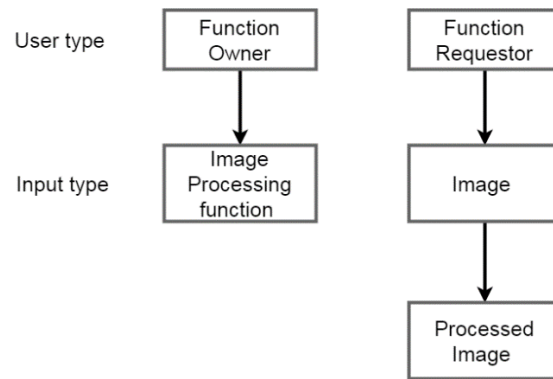 User type
Function
Owner
Function
Requestor
Input type
Image
Processing
function
Image
Processed
Image